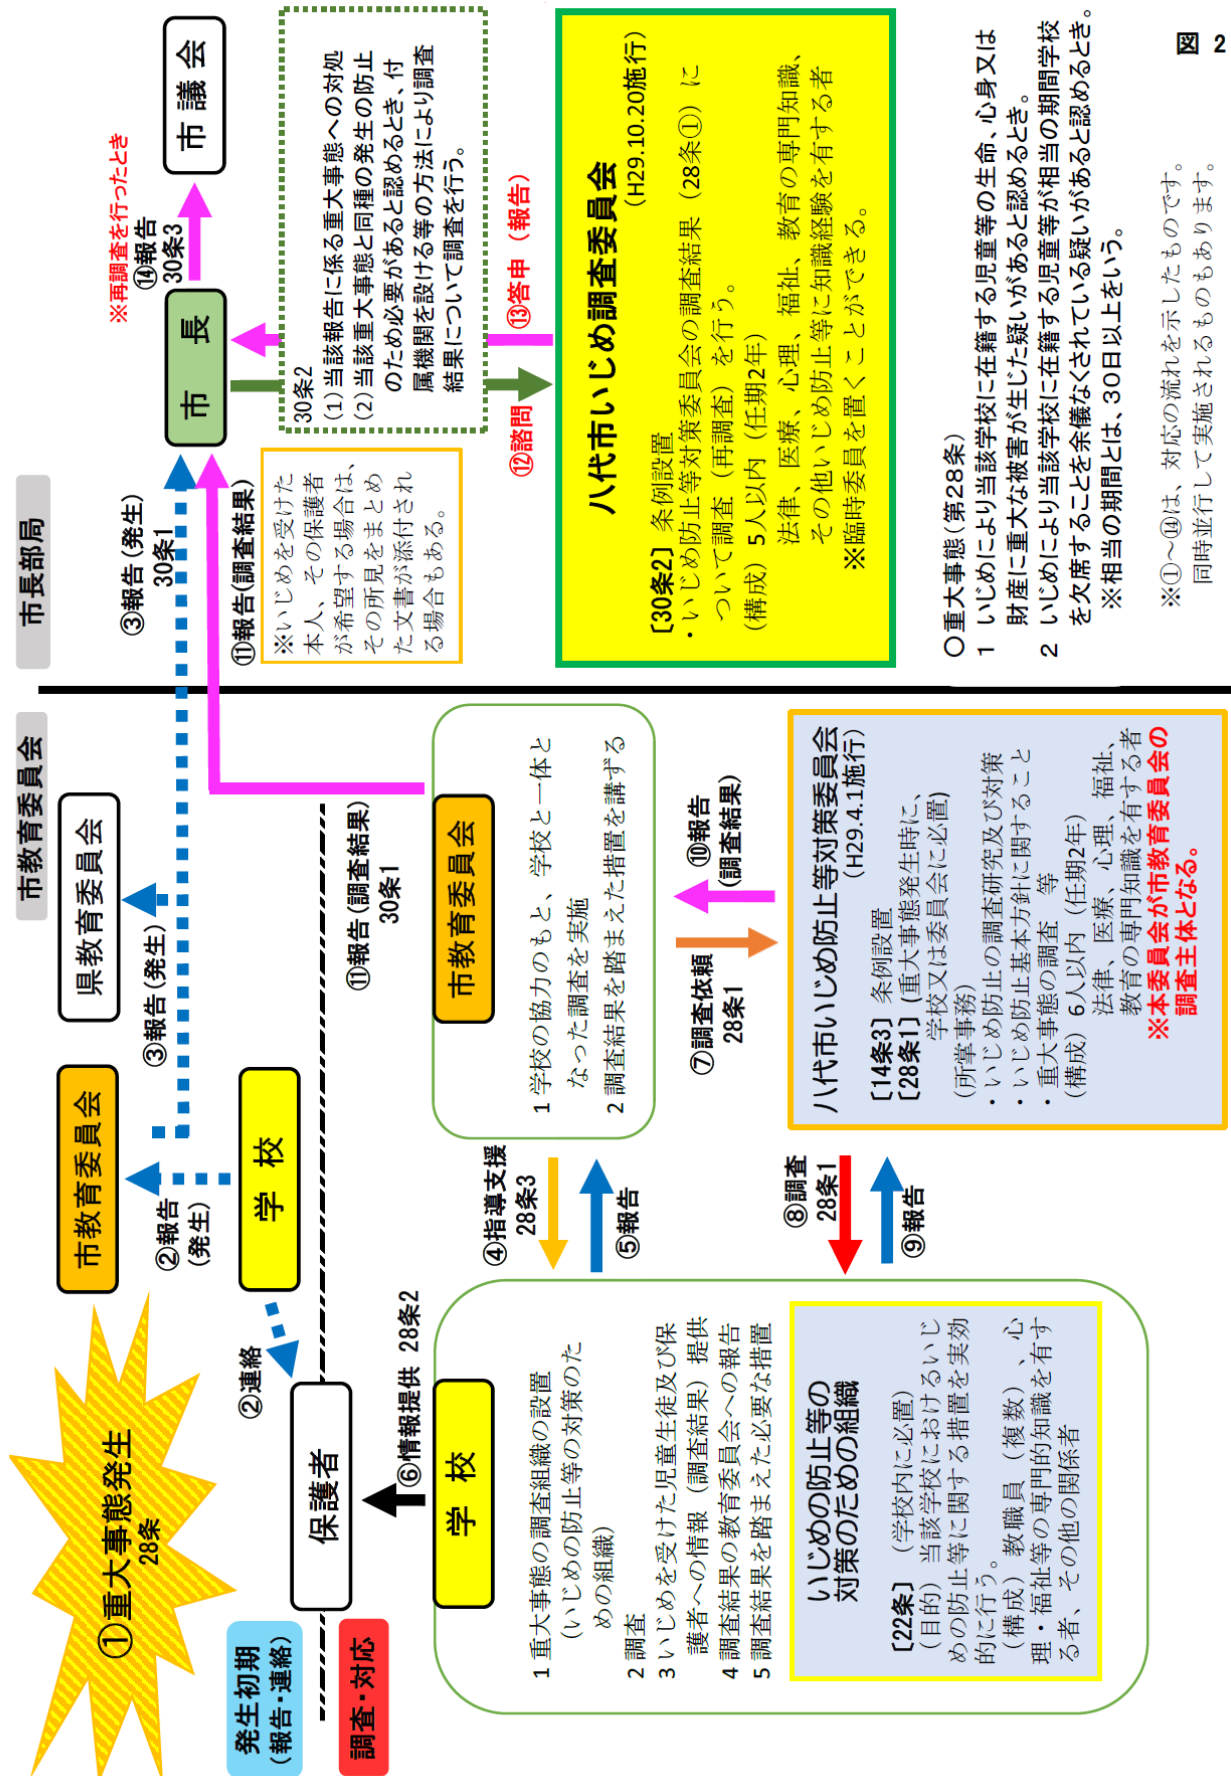 市教育委員会
市長部局
①重大事態発生
28条
発生初期
(報告・連絡)
調査・対応
市教育委員会
県教育委員会
②報告
(発生)
③報告(発生)
③報告(発生)
30条1
学 校
②連絡
保護者
⑥情報提供 28条2
⑪報告(調査結果)
30条1
⑪報告(調査結果)
※いじめを受けた
本人、その保護者
が希望する場合は、
その所見をまとめ
た文書が添付され
る場合もある。
市 長
※再調査を行ったとき
⑭報告
30条3
市議会
30条2
(1)当該報告に係る重大事態への対処
(2)当該重大事態と同種の発生の防止
のため必要があると認めるとき、付
属機関を設ける等の方法により調査
結果について調査を行う。
⑫諮問
⑬答申(報告)
学 校
1 重大事態の調査組織の設置
(いじめの防止等の対策のた
めの組織)
2 調査
3 いじめを受けた児童生徒及び保
護者への情報(調査結果)提供
4 調査結果の教育委員会への報告
5 調査結果を踏まえた必要な措置
いじめの防止等の
対策のための組織
[22条] (学校内に必置)
(目的)当該学校におけるいじ
めの防止等に関する措置を実効
的に行う。
(構成)教職員(複数)、心
理・福祉等の専門的知識を有す
る者、その他の関係者
④指導支援
28条3
⑤報告
⑧調査
28条1
⑨報告
市教育委員会
1 学校の協力のもと、学校と一体と
なった調査を実施
2 調査結果を踏まえた措置を講ずる
⑦調査依頼
28条1
⑩報告
(調査結果)
八代市いじめ防止等対策委員会
(H29.4.1施行)
[14条3] 条例設置
[28条1] (重大事態発生時に、
学校又は委員会に必置)
(所掌事務)
・いじめ防止の調査研究及び対策
・いじめ防止基本方針に関すること
・重大事態の調査 等
(構成)6人以内(任期2年)
法律、医療、心理、福祉、
教育の専門知識を有する者
※本委員会が市教育委員会の
調査主体となる。
八代市いじめ調査委員会
(H29.10.20施行)
[30条2] 条例設置
・いじめ防止等対策委員会の調査結果(28条①)に
ついて調査(再調査)を行う。
(構成)5人以内(任期2年)
法律、医療、心理、福祉、教育の専門知識、
その他いじめ防止等に知識経験を有する者
※臨時委員を置くことができる。
〇重大事態(第28条)
1 いじめにより当該学校に在籍する児童等の生命、心身又は
財産に重大な被害が生じた疑いがあると認めるとき。
2 いじめにより当該学校に在籍する児童等が相当の期間学校
を欠席することを余儀なくされている疑いがあると認めるとき。
※相当の期間とは、30日以上をいう。
※①~⑭は、対応の流れを示したものです。
同時並行して実施されるものもあります。
図 2